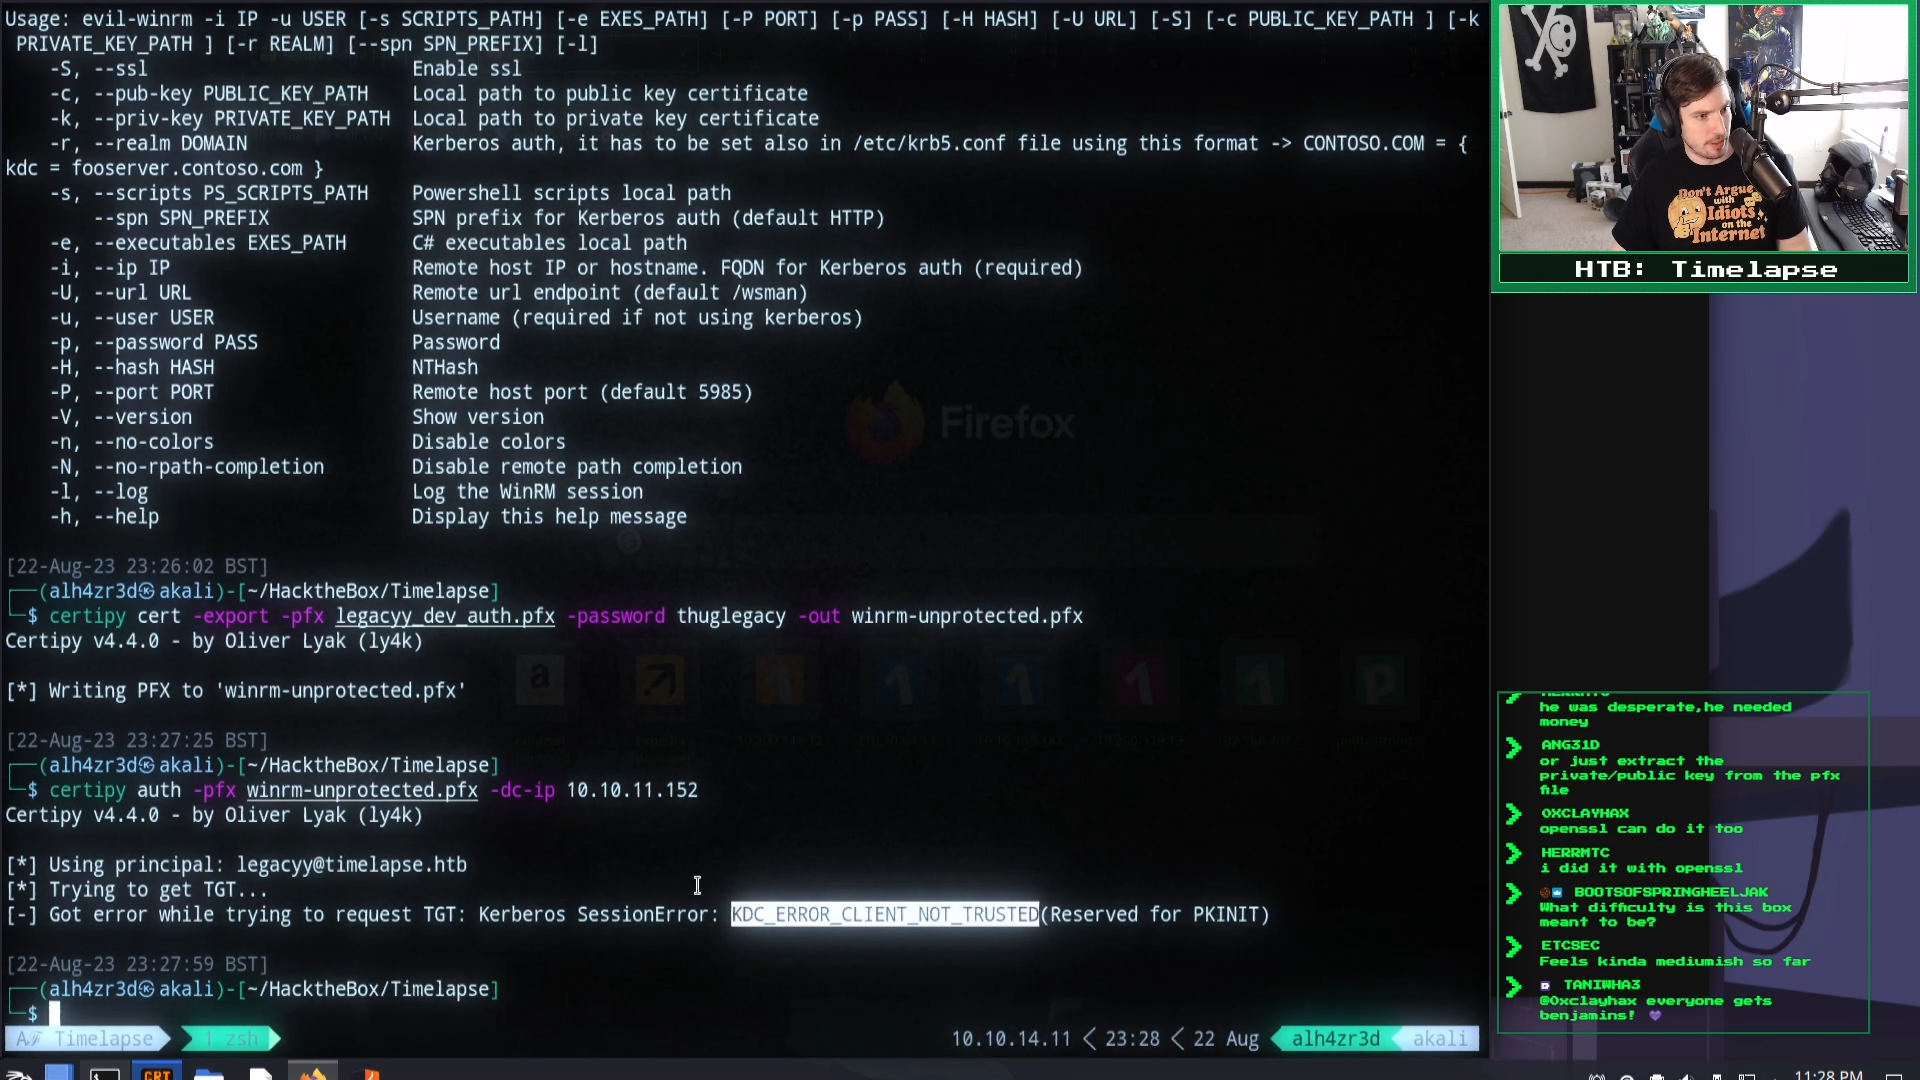 Usage: evil-winrm -i IP -u USER [-s SCRIPTS_PATH] [-e EXES_PATH] [-P PORT] [-p PASS] [-H HASH] [-U URL] [-S] [-c PUBLIC_KEY_PATH ] [-k
PRIVATE_KEY_PATH ] [-r REALM] [--spn SPN_PREFIX] [-l]
-S, --ssl Enable ssl
-c, --pub-key PUBLIC_KEY_PATH Local path to public key certificate
-k, --priv-key PRIVATE_KEY_PATH Local path to private key certificate
-r, --realm DOMAIN Kerberos auth, it has to be set also in /etc/krb5.conf file using this format -> CONTOSO.COM = {
kdc = fooserver.contoso.com }
-s, --scripts PS_SCRIPTS_PATH Powershell scripts local path
--spn SPN_PREFIX SPN prefix for Kerberos auth (default HTTP)
-e, --executables EXES_PATH C# executables local path
-i, --ip IP Remote host IP or hostname. FQDN for Kerberos auth (required)
-U, --url URL Remote url endpoint (default /wsman)
-u, --user USER Username (required if not using kerberos)
-p, --password PASS Password
-H, --hash HASH NTHash
-P, --port PORT Remote host port (default 5985)
-V, --version Show version
-n, --no-colors Disable colors
-N, --no-rpath-completion Disable remote path completion
-l, --log Log the WinRM session
-h, --help Display this help message
[22-Aug-23 23:26:02 BST]
(alh4zr3d㉿akali)-[~/HacktheBox/Timelapse]
$ certipy cert -export -pfx legacyy_dev_auth.pfx -password thuglegacy -out winrm-unprotected.pfx
Certipy v4.4.0 - by Oliver Lyak (ly4k)
[*] Writing PFX to 'winrm-unprotected.pfx'
[22-Aug-23 23:27:25 BST]
(alh4zr3d㉿akali)-[~/HacktheBox/Timelapse]
$ certipy auth -pfx winrm-unprotected.pfx -dc-ip 10.10.11.152
Certipy v4.4.0 - by Oliver Lyak (ly4k)
[*] Using principal: legacyy@timelapse.htb
[*] Trying to get TGT...
[-] Got error while trying to request TGT: Kerberos SessionError: KDC_ERROR_CLIENT_NOT_TRUSTED(Reserved for PKINIT)
[22-Aug-23 23:27:59 BST]
(alh4zr3d㉿akali)-[~/HacktheBox/Timelapse]
$
Timelapse 1 zsh 10.10.14.11 < 23:28 < 22 Aug alh4zr3d akali
Firefox
Don't Argue
with
Idiots
on the
Internet
HTB: Timelapse
he was desperate,he needed
money
ANG31D
or just extract the
private/public key from the pfx
file
0XCLAYHAX
openssl can do it too
HERRMTC
i did it with openssl
BOOTSOFSPRINGHEELJAK
What difficulty is this box
meant to be?
ETCSEC
Feels kinda mediumish so far
TANIWHA3
@0xclayhax everyone gets
benjamins! 💜
CRT
11:28 PM